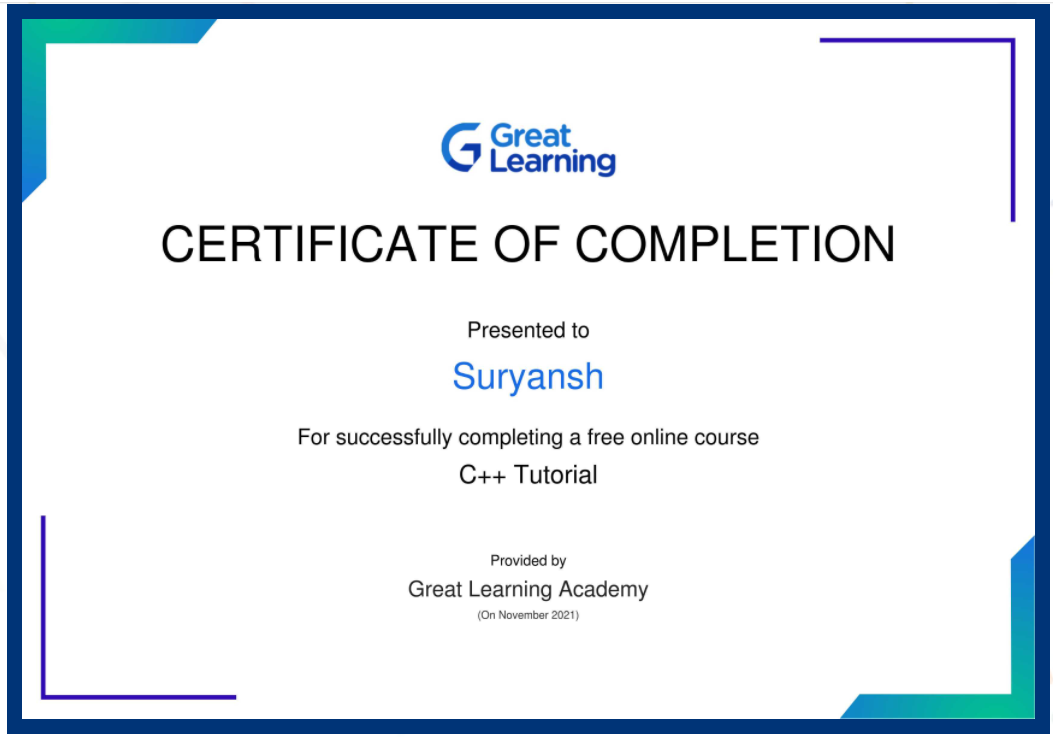 Great
Learning
CERTIFICATE OF COMPLETION
Presented to
Suryansh
For successfully completing a free online course
C++ Tutorial
Provided by
Great Learning Academy
(On November 2021)